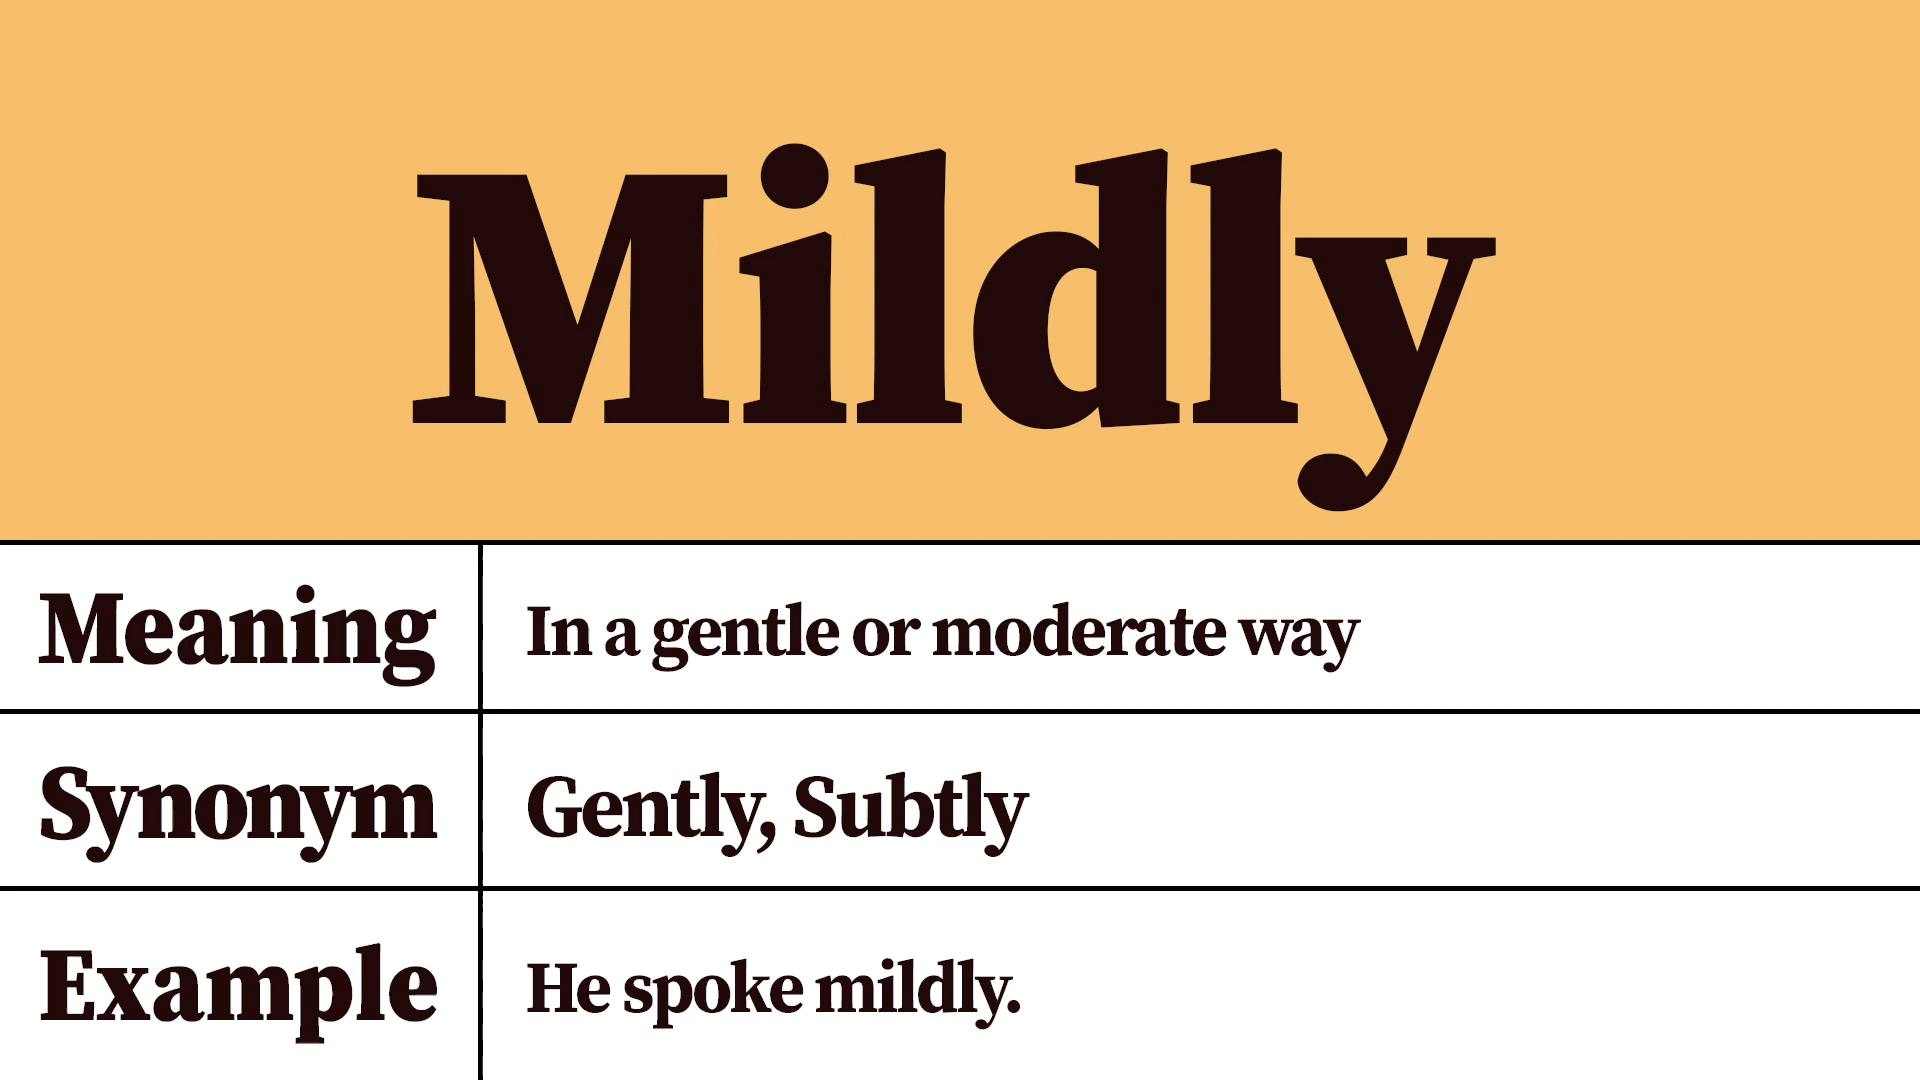 Mildly
Meaning
In a gentle or moderate way
Synonym
Gently, Subtly
Example
He spoke mildly.